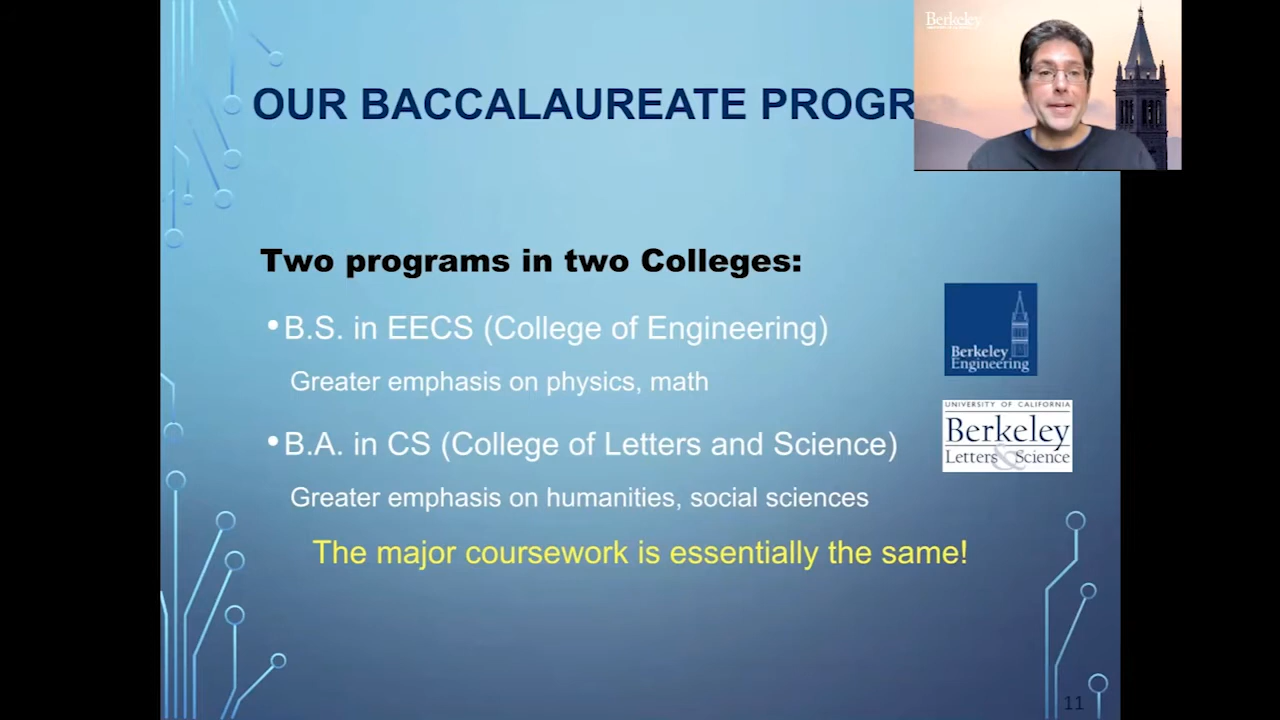 Berkeley
OUR BACCALAUREATE PROGR
Two programs in two Colleges:
•B.S. in EECS (College of Engineering)
Greater emphasis on physics, math
Berkeley
Engineering
•B.A. in CS (College of Letters and Science)
Greater emphasis on humanities, social sciences
UNIVERSITY OF CALIFORNIA
Berkeley
Letters & Science
The major coursework is essentially the same!
11